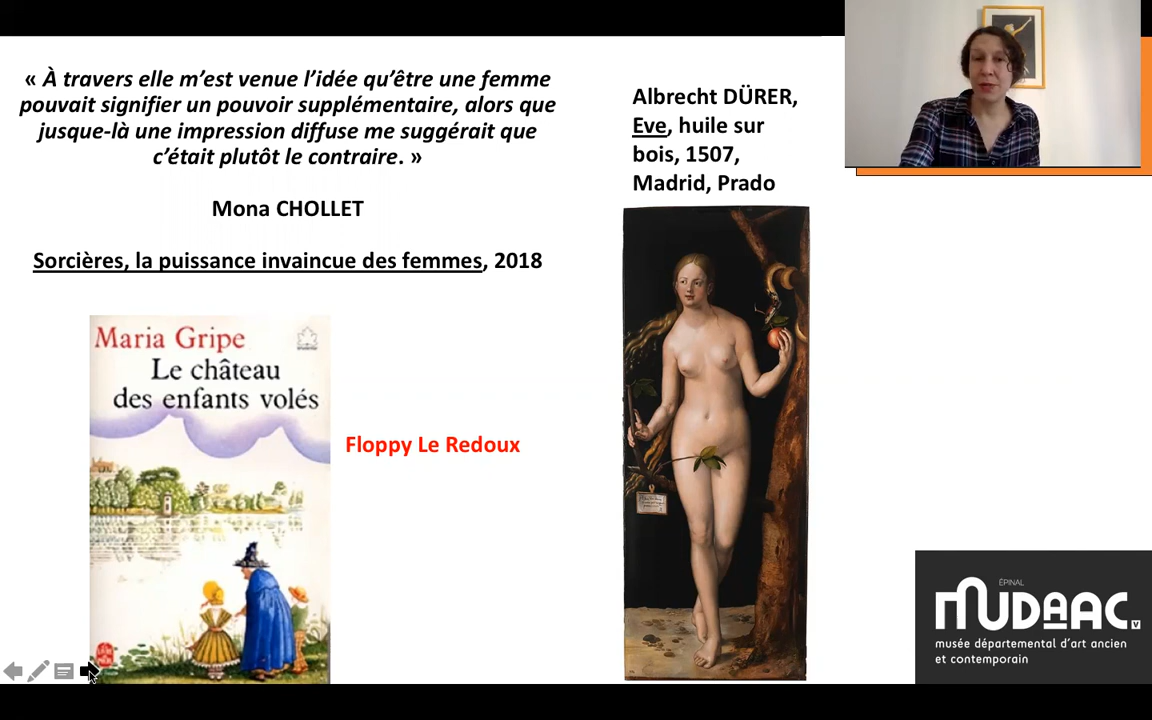 « À travers elle m’est venue l’idée qu’être une femme
pouvait signifier un pouvoir supplémentaire, alors que
jusque-là une impression diffuse me suggérait que
c’était plutôt le contraire. »
Mona CHOLLET
Sorcières, la puissance invaincue des femmes, 2018
Maria Gripe
Le château
des enfants volés
Floppy Le Redoux
Albrecht DÜRER,
Eve, huile sur
bois, 1507,
Madrid, Prado
ÉPINAL
MUDAAC
V
musée départemental d’art ancien
et contemporain